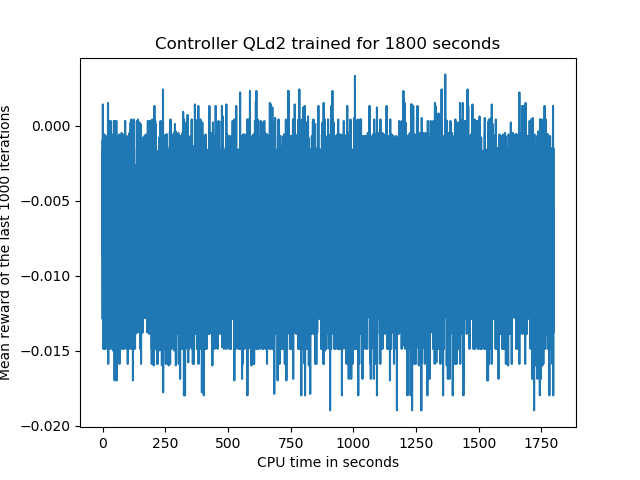 Controller QLd2 trained for 1800 seconds
Mean reward of the last 1000 iterations
0.000
−0.005
−0.010
−0.015
−0.020
0 250 500 750 1000 1250 1500 1750
CPU time in seconds